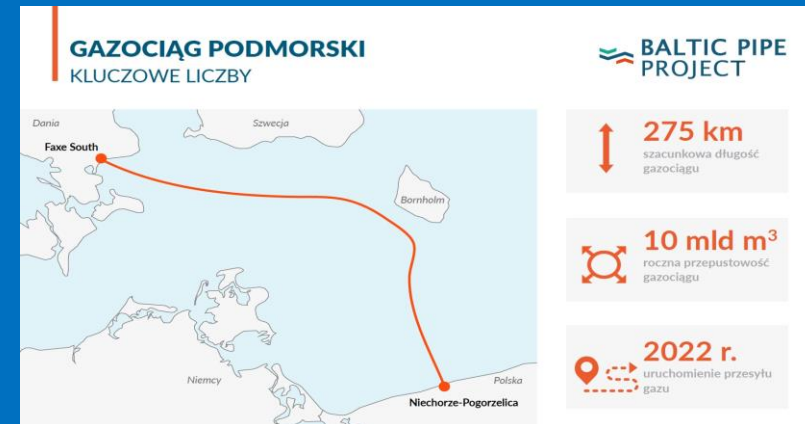 GAZOCIĄG PODMORSKI
KLUCZOWE LICZBY
BALTIC PIPE
PROJECT
Dania
Szwecja
Faxe South
Bornholm
Niemcy
Polska
Niechorze-Pogorzelica
275 km
szacunkowa długość
gazociągu
10 mld m³
roczna przepustowość
gazociągu
2022 r.
uruchomienie przesyłu
gazu